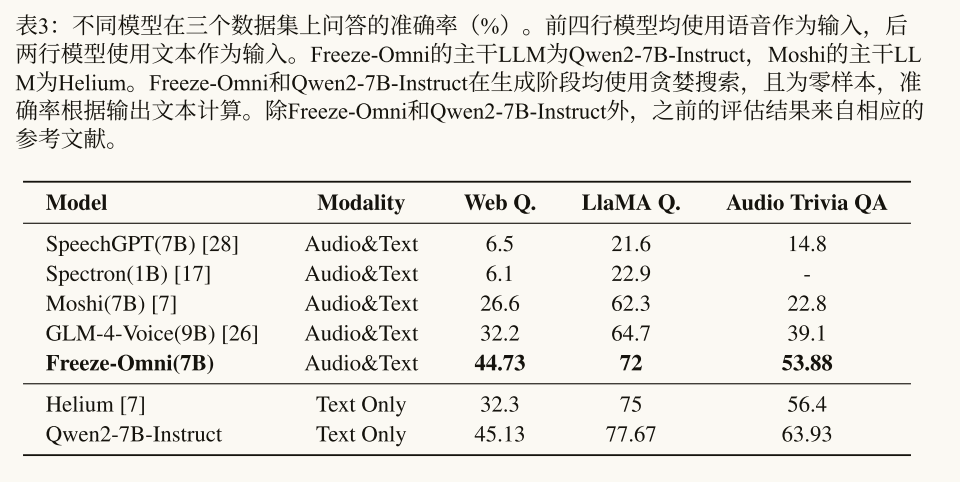 表3：不同模型在三个数据集上问答的准确率（%）。前四行模型均使用语音作为输入，后
两行模型使用文本作为输入。Freeze-Omni的主干LLM为Qwen2-7B-Instruct，Moshi的主干LL
M为Helium。Freeze-Omni和Qwen2-7B-Instruct在生成阶段均使用贪婪搜索，且为零样本，准
确率根据输出文本计算。除Freeze-Omni和Qwen2-7B-Instruct外，之前的评估结果来自相应的
参考文献。
Model Modality Web Q. LlaMA Q. Audio Trivia QA
SpeechGPT(7B) [28] Audio&Text 6.5 21.6 14.8
Spectron(1B) [17] Audio&Text 6.1 22.9 -
Moshi(7B) [7] Audio&Text 26.6 62.3 22.8
GLM-4-Voice(9B) [26] Audio&Text 32.2 64.7 39.1
Freeze-Omni(7B) Audio&Text 44.73 72 53.88
Helium [7] Text Only 32.3 75 56.4
Qwen2-7B-Instruct Text Only 45.13 77.67 63.93